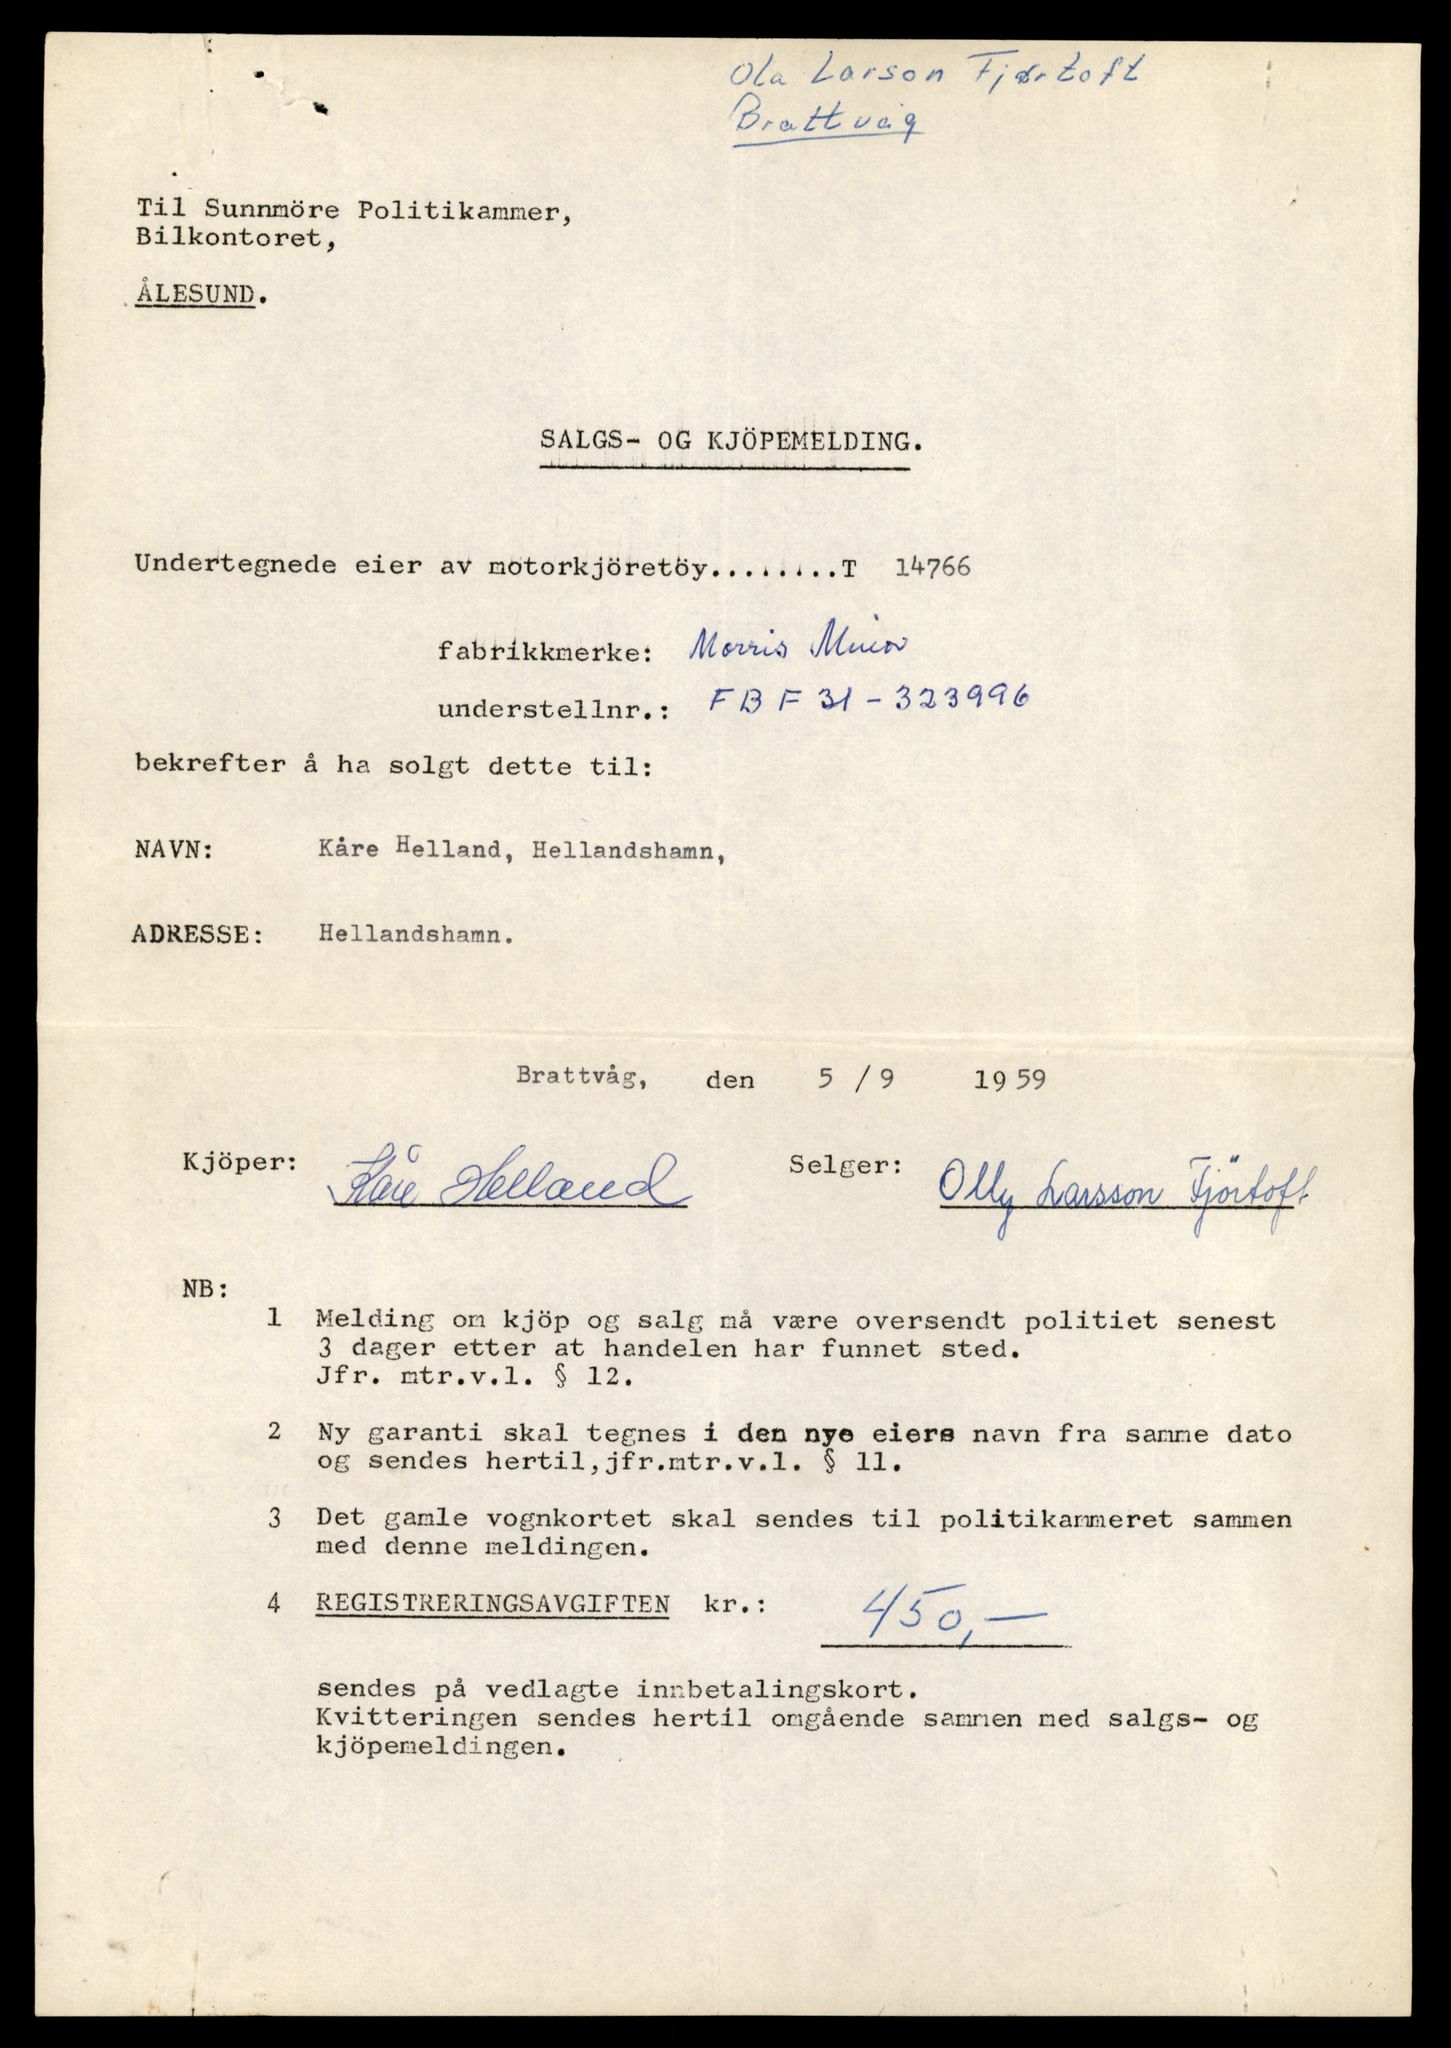 Ola Larson Fjørtoft
Brattvåg
Til Sunnmöre Politikammer,
Bilkontoret,
ÅLESUND.
SALGS- OG KJÖPEMELDING.
Undertegnede eier av motorkjöretöy........T 14766
fabrikkmerke: Morris Minor
understellnr.: FBF31-323996
bekrefter å ha solgt dette til:
NAVN: Kåre Helland, Hellandshamn,
ADRESSE: Hellandshamn.
Brattvåg, den 5 / 9 1959
Kjöper: Kåre Helland Selger: Olly Larsson Fjörtoft
NB:
1 Melding om kjöp og salg må være oversendt politiet senest
3 dager etter at handelen har funnet sted.
Jfr. mtr.v.l. § 12.
2 Ny garanti skal tegnes i den nye eiers navn fra samme dato
og sendes hertil,jfr.mtr.v.l. § 11.
3 Det gamle vognkortet skal sendes til politikammeret sammen
med denne meldingen.
4 REGISTRERINGSAVGIFTEN kr.: 450,-
sendes på vedlagte innbetalingskort.
Kvitteringen sendes hertil omgående sammen med salgs- og
kjöpemeldingen.